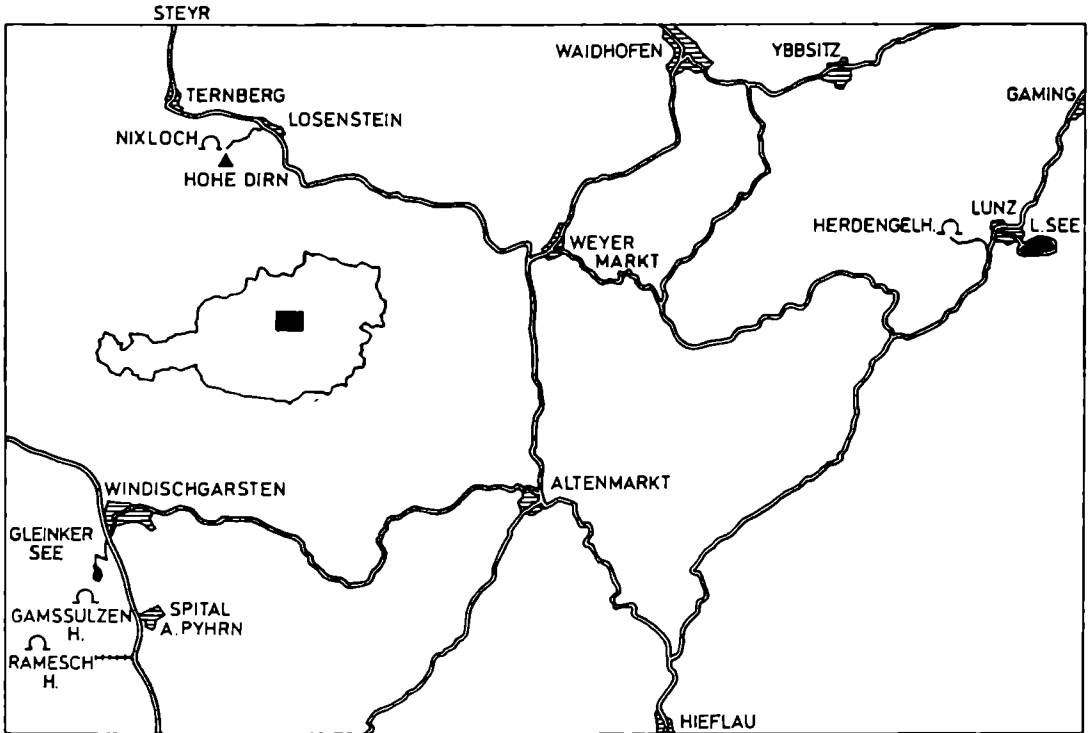 STEYR
WAIDHOFEN
YBBSITZ
TERNBERG
GAMING
LOSENSTEIN
NIXLOCH
HOHE DIRN
LUNZ
HERDENGELH.
L. SEE
WEYER
MARKT
WINDISCHGARSTEN
ALTENMARKT
GLEINKER
SEE
GAMSSULZEN
H.
SPITAL
A. PYHRN
RAMESCH
H.
HIEFLAU